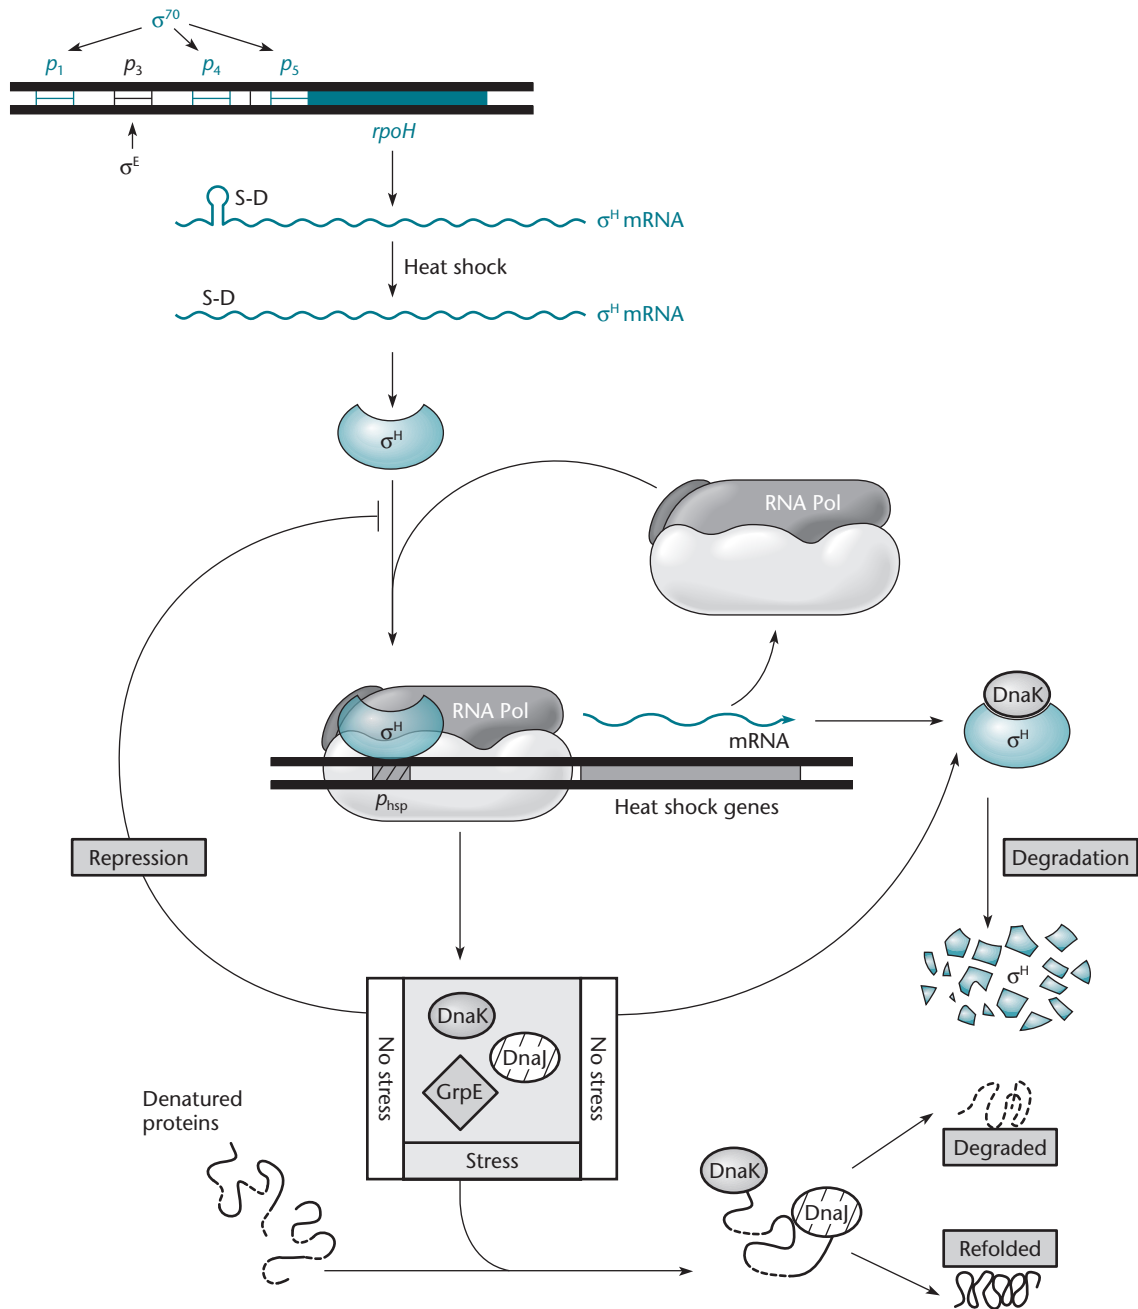 σ⁷⁰
p₁
p₃
p₄
p₅
rpoH
σᴱ
S-D
σᴴ mRNA
Heat shock
S-D
σᴴ mRNA
σᴴ
RNA Pol
RNA Pol
σᴴ
mRNA
DnaK
σᴴ
p_hsp
Heat shock genes
Repression
Degradation
σᴴ
No stress
DnaK
DnaJ
GrpE
No stress
Stress
Denatured
proteins
DnaK
DnaJ
Degraded
Refolded